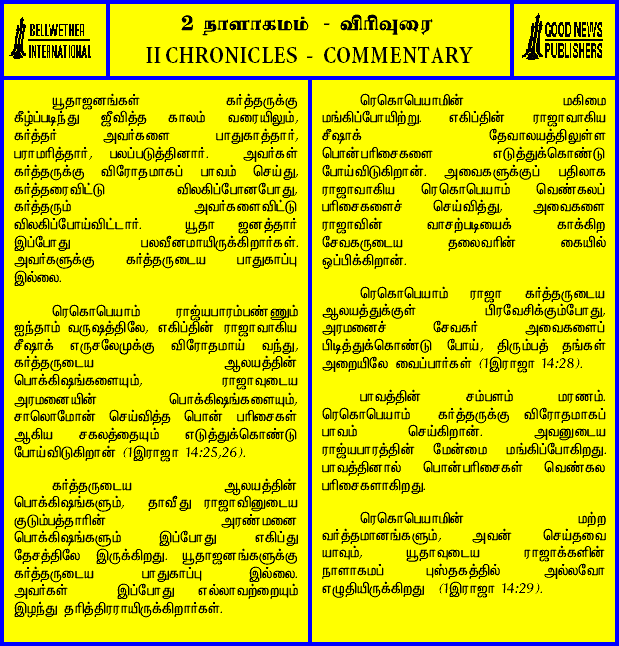 BELLWETHER
INTERNATIONAL
2 நாளாகமம் - விரிவுரை
II CHRONICLES - COMMENTARY
GOOD NEWS
PUBLISHERS
யூதாஜனங்கள் கர்த்தருக்கு
கீழ்ப்படிந்து ஜீவித்த காலம் வரையிலும்,
கர்த்தர் அவர்களை பாதுகாத்தார்,
பராமரித்தார், பலப்படுத்தினார். அவர்கள்
கர்த்தருக்கு விரோதமாகப் பாவம் செய்து,
கர்த்தரைவிட்டு விலகிப்போனபோது,
கர்த்தரும் அவர்களைவிட்டு
விலகிப்போய்விட்டார். யூதா ஜனத்தார்
இப்போது பலவீனமாயிருக்கிறார்கள்.
அவர்களுக்கு கர்த்தருடைய பாதுகாப்பு
இல்லை.
ரெகொபெயாம் ராஜ்யபாரம்பண்ணும்
ஐந்தாம் வருஷத்திலே, எகிப்தின் ராஜாவாகிய
சீஷாக் எருசலேமுக்கு விரோதமாய் வந்து,
கர்த்தருடைய ஆலயத்தின்
பொக்கிஷங்களையும், ராஜாவுடைய
அரமனையின் பொக்கிஷங்களையும்,
சாலொமோன் செய்வித்த பொன் பரிசைகள்
ஆகிய சகலத்தையும் எடுத்துக்கொண்டு
போய்விடுகிறான் (1இராஜா 14:25,26).
கர்த்தருடைய ஆலயத்தின்
பொக்கிஷங்களும், தாவீது ராஜாவினுடைய
குடும்பத்தாரின் அரண்மனை
பொக்கிஷங்களும் இப்போது எகிப்து
தேசத்திலே இருக்கிறது. யூதாஜனங்களுக்கு
கர்த்தருடைய பாதுகாப்பு இல்லை.
அவர்கள் இப்போது எல்லாவற்றையும்
இழந்து தரித்திரராயிருக்கிறார்கள்.
ரெகொபெயாமின் மகிமை
மங்கிப்போயிற்று. எகிப்தின் ராஜாவாகிய
சீஷாக் தேவாலயத்திலுள்ள
பொன்பரிசைகளை எடுத்துக்கொண்டு
போய்விடுகிறான். அவைகளுக்குப் பதிலாக
ராஜாவாகிய ரெகொபெயாம் வெண்கலப்
பரிசைகளைச் செய்வித்து, அவைகளை
ராஜாவின் வாசற்படியைக் காக்கிற
சேவகருடைய தலைவரின் கையில்
ஒப்பிக்கிறான்.
ரெகொபெயாம் ராஜா கர்த்தருடைய
ஆலயத்துக்குள் பிரவேசிக்கும்போது,
அரமனைச் சேவகர் அவைகளைப்
பிடித்துக்கொண்டு போய், திரும்பத் தங்கள்
அறையிலே வைப்பார்கள் (1இராஜா 14:28).
பாவத்தின் சம்பளம் மரணம்.
ரெகொபெயாம் கர்த்தருக்கு விரோதமாகப்
பாவம் செய்கிறான். அவனுடைய
ராஜ்யபாரத்தின் மேன்மை மங்கிப்போகிறது.
பாவத்தினால் பொன்பரிசைகள் வெண்கல
பரிசைகளாகிறது.
ரெகொபெயாமின் மற்ற
வர்த்தமானங்களும், அவன் செய்தவை
யாவும், யூதாவுடைய ராஜாக்களின்
நாளாகமப் புஸ்தகத்தில் அல்லவோ
எழுதியிருக்கிறது (1இராஜா 14:29).